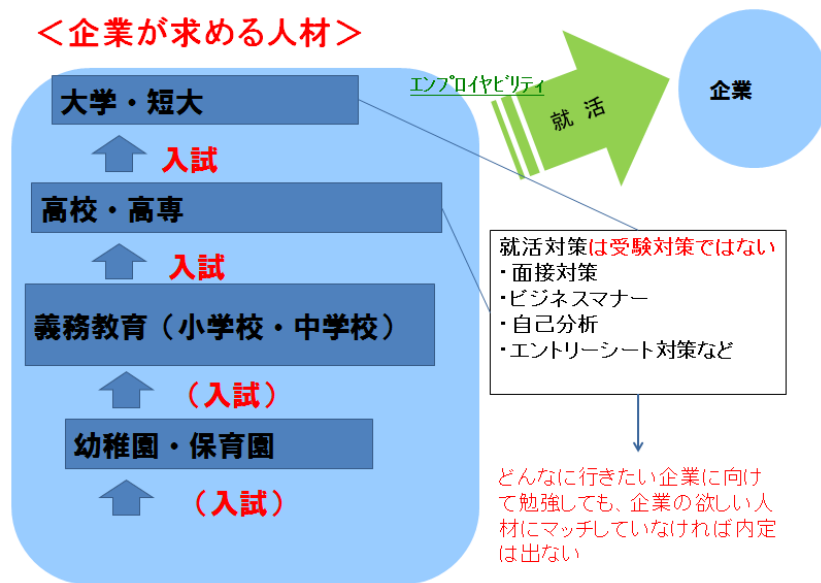 ＜企業が求める人材＞
エンプロイヤビリティ
就 活
企業
大学・短大
入試
高校・高専
入試
義務教育（小学校・中学校）
（入試）
幼稚園・保育園
（入試）
就活対策は受験対策ではない
・面接対策
・ビジネスマナー
・自己分析
・エントリーシート対策など
どんなに行きたい企業に向け
て勉強しても、企業の欲しい人
材にマッチしていなければ内定
は出ない